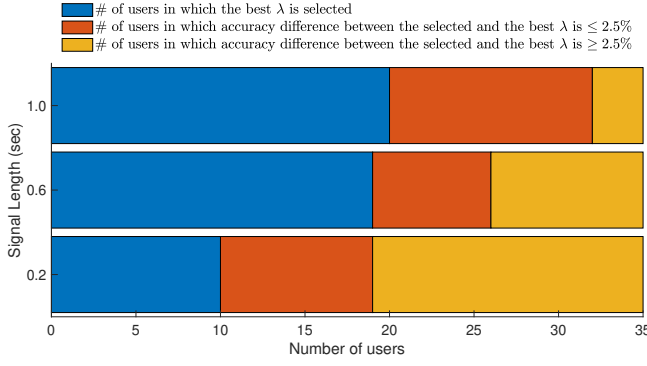 # of users in which the best λ is selected
# of users in which accuracy difference between the selected and the best λ is ≤ 2.5%
# of users in which accuracy difference between the selected and the best λ is ≥ 2.5%
Signal Length (sec)
1.0
0.6
0.2
0 5 10 15 20 25 30 35
Number of users